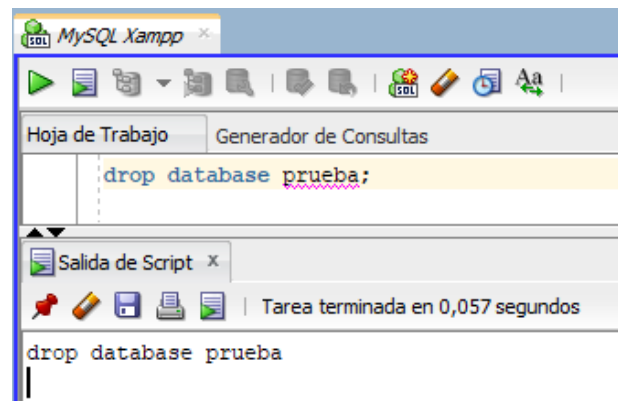 MySQL Xampp
Hoja de Trabajo Generador de Consultas
drop database prueba;
Salida de Script x
Tarea terminada en 0,057 segundos
drop database prueba